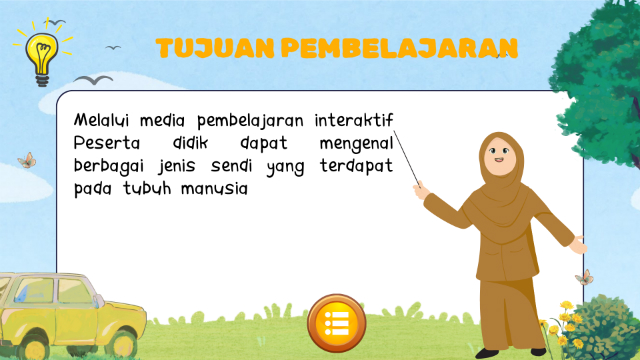 TUJUAN PEMBELAJARAN
Melalui media pembelajaran interaktif
Peserta didik dapat mengenal
berbagai jenis sendi yang terdapat
pada tubuh manusia